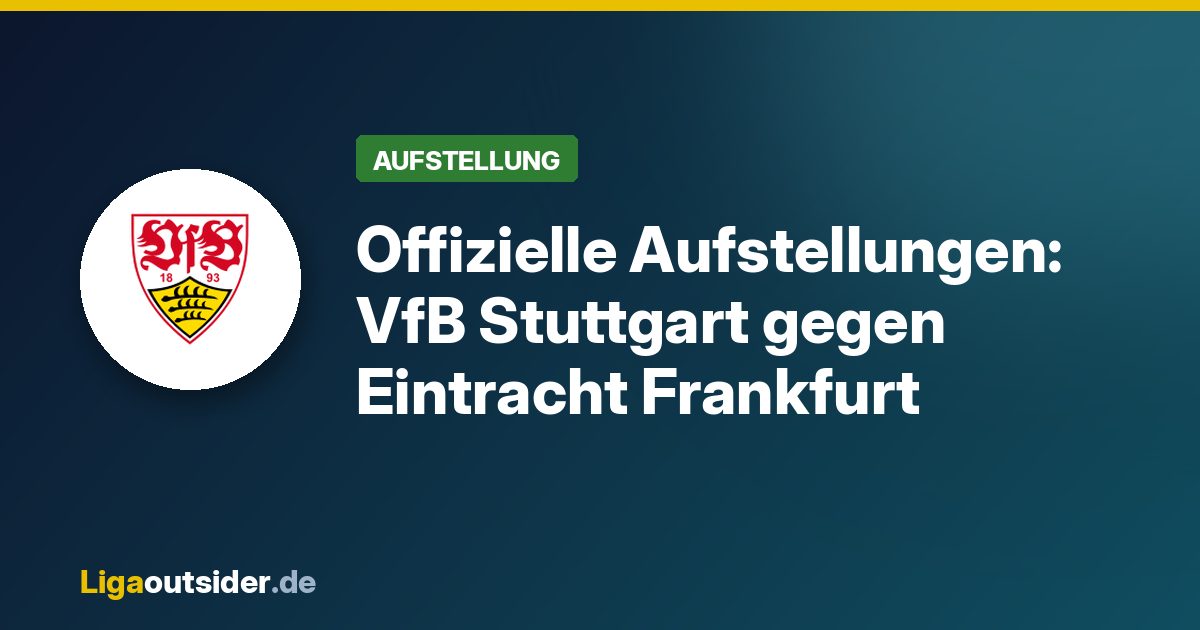 AUFSTELLUNG
Offizielle Aufstellungen:
VfB Stuttgart gegen
Eintracht Frankfurt
VfB
18 93
Ligaoutsider.de